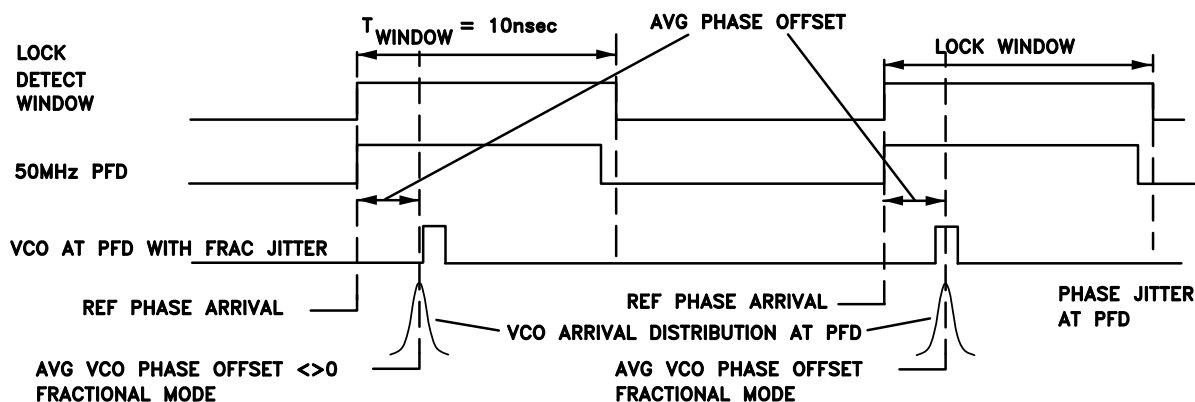 T WINDOW = 10nsec
AVG PHASE OFFSET
LOCK
DETECT
WINDOW
LOCK WINDOW
50MHz PFD
VCO AT PFD WITH FRAC JITTER
REF PHASE ARRIVAL
REF PHASE ARRIVAL
PHASE JITTER
AT PFD
VCO ARRIVAL DISTRIBUTION AT PFD
AVG VCO PHASE OFFSET <>0
FRACTIONAL MODE
AVG VCO PHASE OFFSET
FRACTIONAL MODE